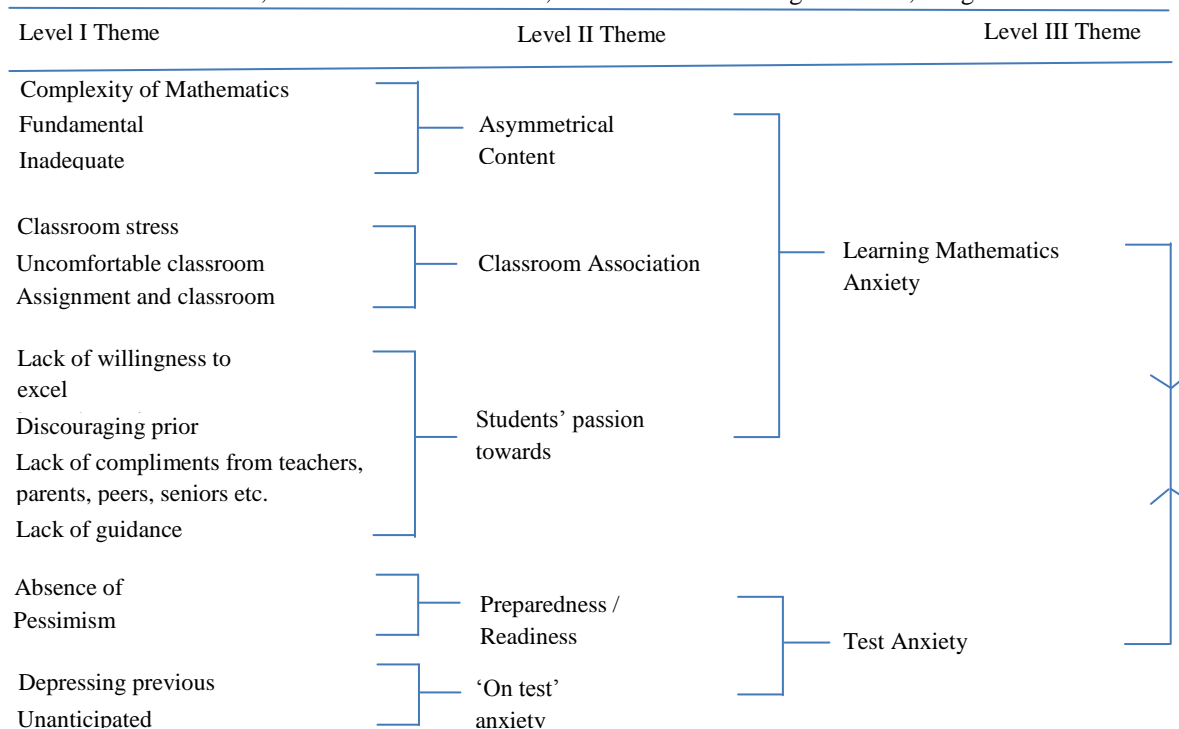 Level I Theme
Level II Theme
Level III Theme
Complexity of Mathematics
Fundamental
Inadequate
Asymmetrical
Content
Classroom stress
Uncomfortable classroom
Assignment and classroom
Classroom Association
Learning Mathematics
Anxiety
Lack of willingness to
excel
Discouraging prior
Lack of compliments from teachers,
parents, peers, seniors etc.
Lack of guidance
Students’ passion
towards
Absence of
Pessimism
Preparedness /
Readiness
Test Anxiety
Depressing previous
Unanticipated
‘On test’
anxiety